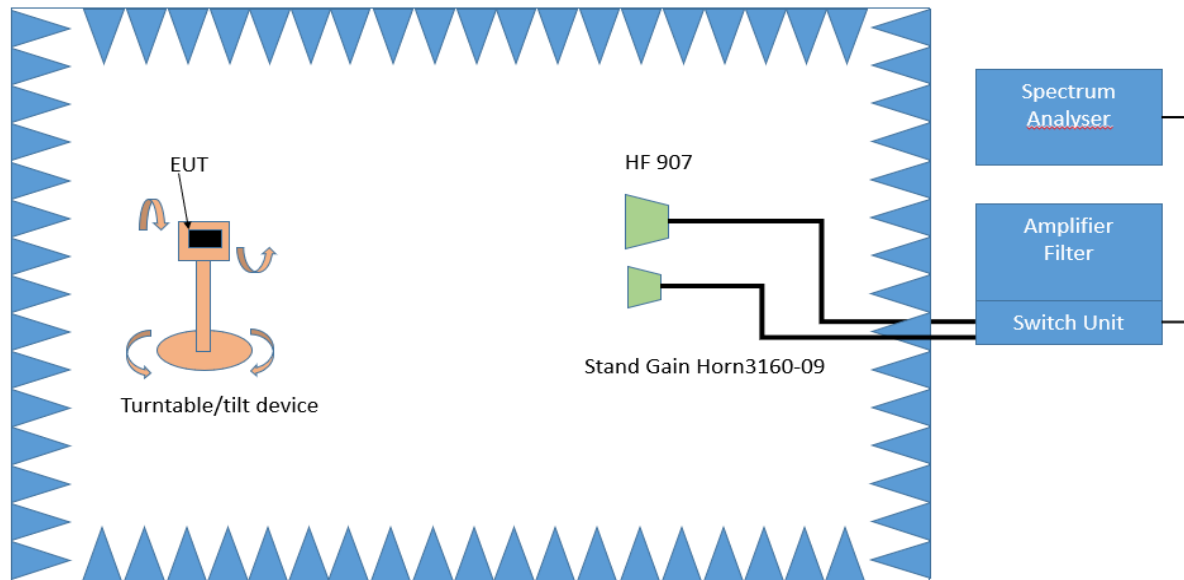 Spectrum
Analyser
EUT
HF 907
Amplifier
Filter
Switch Unit
Stand Gain Horn3160-09
Turntable/tilt device